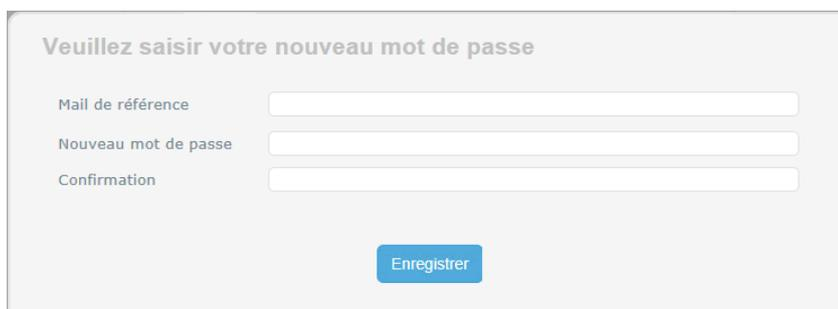 Veuillez saisir votre nouveau mot de passe
Mail de référence
Nouveau mot de passe
Confirmation
Enregistrer